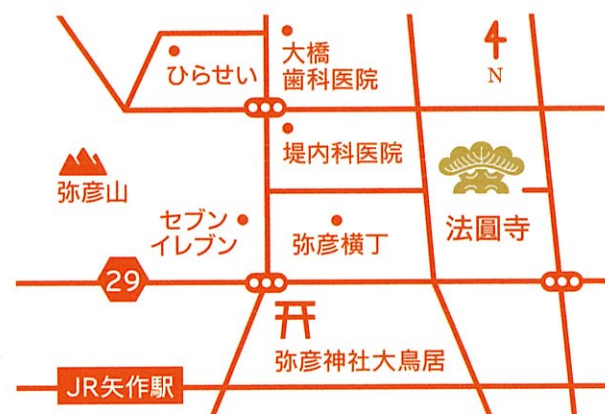 大橋
歯科医院
N
ひらせい
堤内科医院
弥彦山
セブン
イレブン
弥彦横丁
法圓寺
29
弥彦神社大鳥居
JR矢作駅